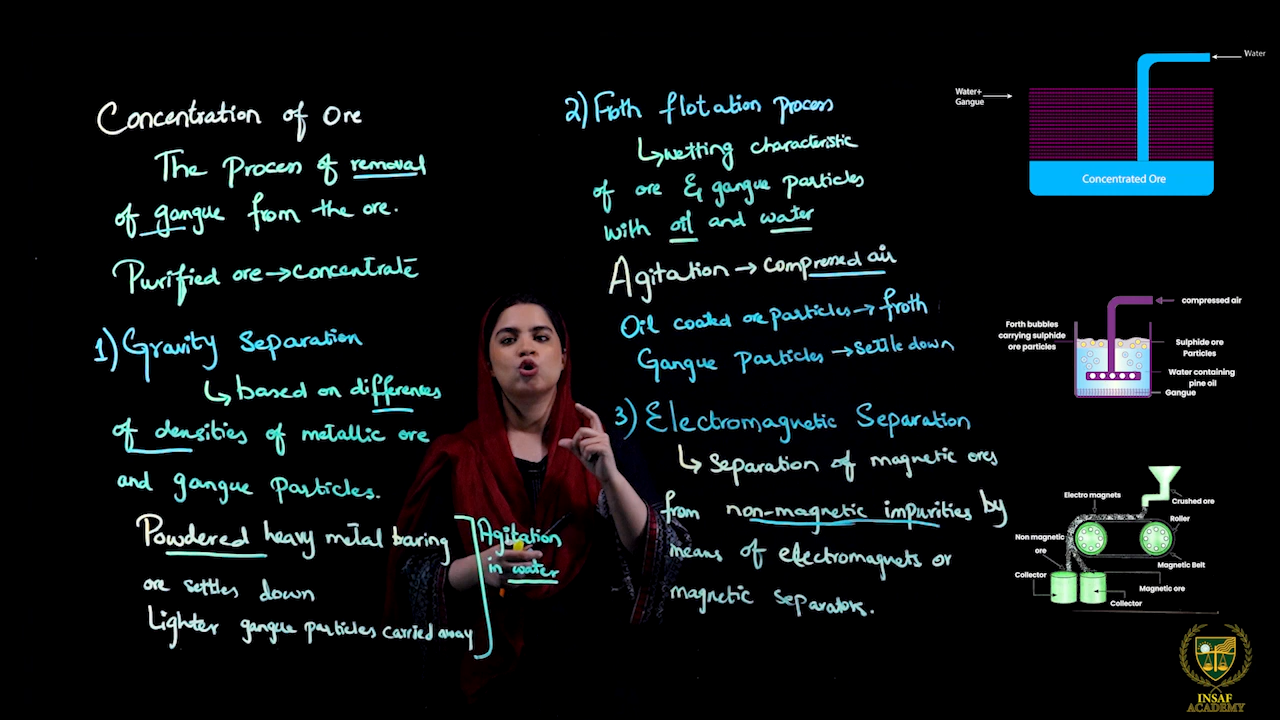 Concentration of Ore
The Process of removal
of gangue from the ore.
Purified ore → concentrate
1) Gravity Separation
↳ based on differences
of densities of metallic ore
and gangue Particles.
Powdered heavy metal baring
ore settles down
Lighter gangue particles carried away
Agitation
in water
2) Froth flotation process
↳ wetting characteristic
of ore & gangue particles
with oil and water
Agitation → compressed air
Oil coated ore particles → froth
Gangue Particles → Settle down
3) Electromagnetic Separation
↳ Separation of magnetic ores
from non-magnetic impurities by
means of electromagnets or
magnetic separators.
Water
Water+
Gangue
Concentrated Ore
compressed air
Forth bubbles
carrying sulphide
ore particles
Sulphide ore
Particles
Water containing
pine oil
Gangue
Electro magnets
Crushed ore
Roller
Non magnetic
ore
Magnetic Belt
Collector
Magnetic ore
Collector
INSAF
ACADEMY